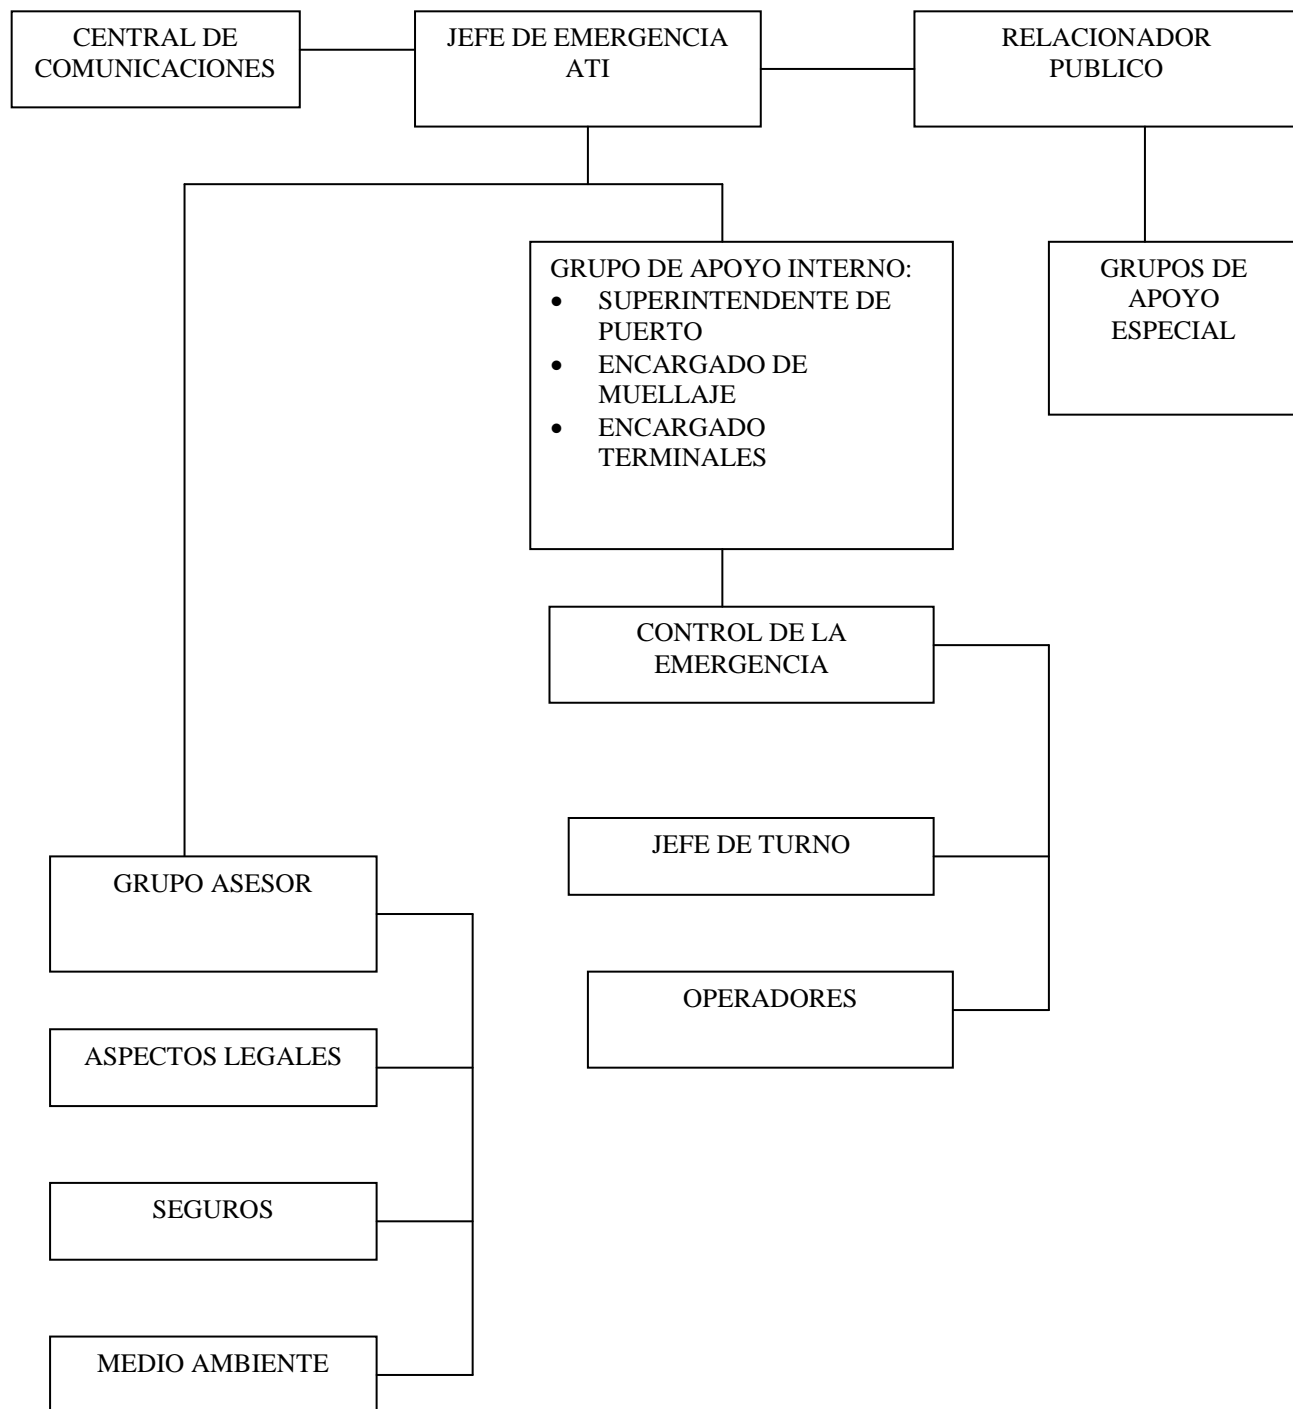 CENTRAL DE
COMUNICACIONES
JEFE DE EMERGENCIA
ATI
RELACIONADOR
PUBLICO
GRUPO DE APOYO INTERNO:
• SUPERINTENDENTE DE
PUERTO
• ENCARGADO DE
MUELLAJE
• ENCARGADO
TERMINALES
GRUPOS DE
APOYO
ESPECIAL
CONTROL DE LA
EMERGENCIA
JEFE DE TURNO
OPERADORES
GRUPO ASESOR
ASPECTOS LEGALES
SEGUROS
MEDIO AMBIENTE